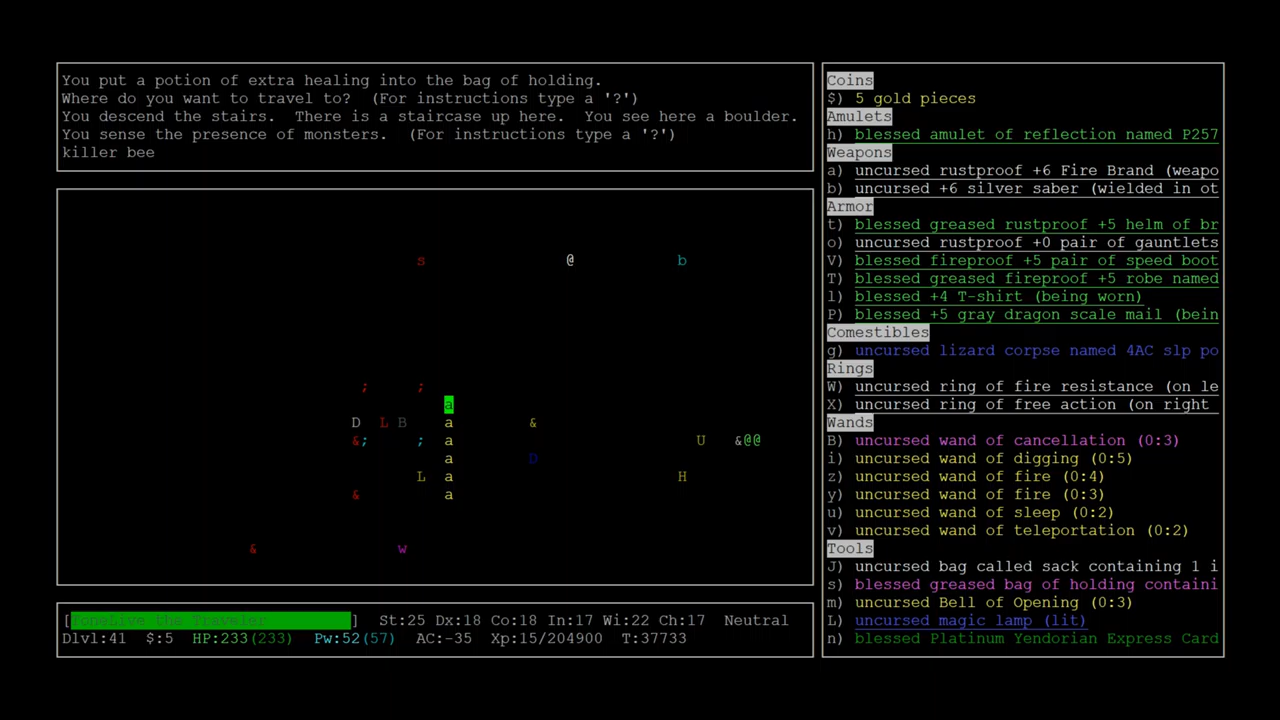 You put a potion of extra healing into the bag of holding.
Where do you want to travel to?  (For instructions type a '?')
You descend the stairs.  There is a staircase up here.  You see here a boulder.
You sense the presence of monsters.  (For instructions type a '?')
killer bee
s @ b
; ; a
D L B a &
& ; ; a U &@@
a D
L a H
& a
& w
[ToneLive the Traveler ] St:25 Dx:18 Co:18 In:17 Wi:22 Ch:17 Neutral
Dlvl:41 $:5 HP:233(233) Pw:52(57) AC:-35 Xp:15/204900 T:37733
Coins
$) 5 gold pieces
Amulets
h) blessed amulet of reflection named P257
Weapons
a) uncursed rustproof +6 Fire Brand (weapo
b) uncursed +6 silver saber (wielded in ot
Armor
t) blessed greased rustproof +5 helm of br
o) uncursed rustproof +0 pair of gauntlets
V) blessed fireproof +5 pair of speed boot
T) blessed greased fireproof +5 robe named
l) blessed +4 T-shirt (being worn)
P) blessed +5 gray dragon scale mail (bein
Comestibles
g) uncursed lizard corpse named 4AC slp po
Rings
W) uncursed ring of fire resistance (on le
X) uncursed ring of free action (on right
Wands
B) uncursed wand of cancellation (0:3)
i) uncursed wand of digging (0:5)
z) uncursed wand of fire (0:4)
y) uncursed wand of fire (0:3)
u) uncursed wand of sleep (0:2)
v) uncursed wand of teleportation (0:2)
Tools
J) uncursed bag called sack containing 1 i
s) blessed greased bag of holding containi
m) uncursed Bell of Opening (0:3)
L) uncursed magic lamp (lit)
n) blessed Platinum Yendorian Express Card